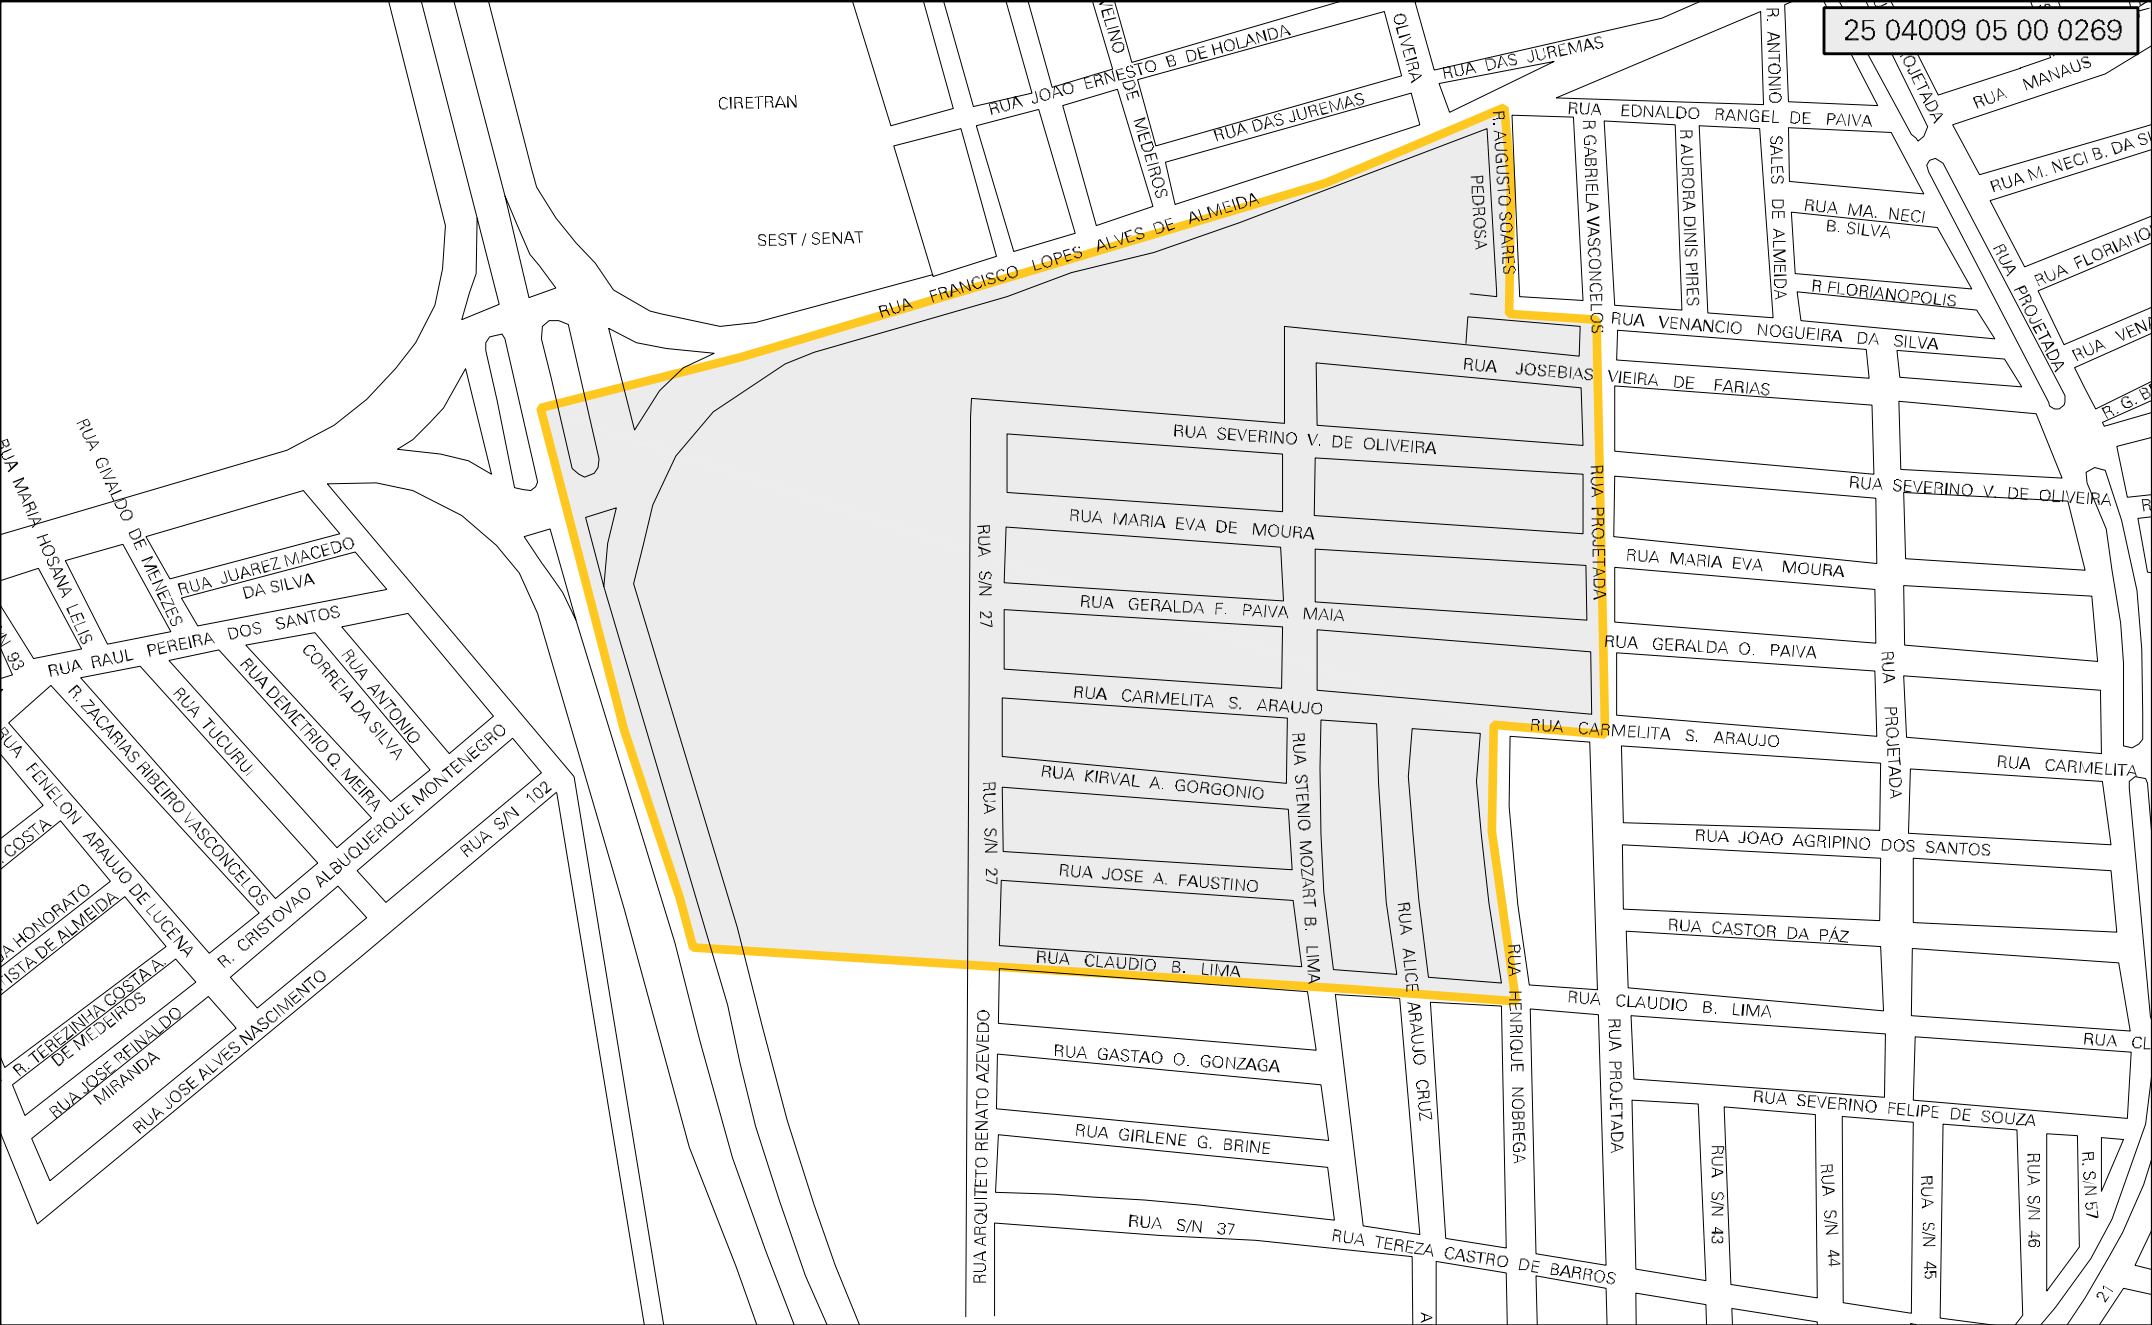 25 04009 05 00 0269
CIRETRAN
SEST / SENAT
RUA JOAO ERNESTO B DE HOLANDA
OLIVEIRA
RUA DAS JUREMAS
RUA DAS JUREMAS
DE MEDEIROS
R. ANTONIO
SALES DE ALMEIDA
RUA MANAUS
RUA EDNALDO RANGEL DE PAIVA
R. AUGUSTO SOARES
PEDROSA
R GABRIELA VASCONCELOS
R AURORA DINIS PIRES
RUA M. NECI B. DA
RUA MA. NECI
B. SILVA
R FLORIANOPOLIS
RUA FLORIANO
RUA PROJETADA
RUA FRANCISCO LOPES ALVES DE ALMEIDA
RUA VENANCIO NOGUEIRA DA SILVA
RUA JOSEBIAS VIEIRA DE FARIAS
R. G. B
RUA SEVERINO V. DE OLIVEIRA
RUA SEVERINO V. DE OLIVEIRA
RUA MARIA EVA DE MOURA
RUA MARIA EVA MOURA
RUA PROJETADA
RUA S/N 27
RUA GERALDA F. PAIVA MAIA
RUA GERALDA O. PAIVA
RUA PROJETADA
RUA CARMELITA S. ARAUJO
RUA CARMELITA S. ARAUJO
RUA CARMELITA
RUA KIRVAL A. GORGONIO
RUA STENIO MOZART B. LIMA
RUA S/N 27
RUA JOAO AGRIPINO DOS SANTOS
RUA JOSE A. FAUSTINO
RUA ALICE ARAUJO CRUZ
RUA CASTOR DA PÁZ
RUA CLAUDIO B. LIMA
RUA CLAUDIO B. LIMA
RUA CL
RUA HENRIQUE NOBREGA
RUA PROJETADA
RUA ARQUITETO RENATO AZEVEDO
RUA GASTAO O. GONZAGA
RUA GIRLENE G. BRINE
RUA SEVERINO FELIPE DE SOUZA
RUA S/N 37
RUA TEREZA CASTRO DE BARROS
RUA S/N 43
RUA S/N 44
RUA S/N 45
RUA S/N 46
R. S/N 57
RUA MARIA HOSANA LELIS
RUA GIVALDO DE MENEZES
RUA JUAREZ MACEDO
DA SILVA
RUA RAUL PEREIRA DOS SANTOS
93
R. ZACARIAS RIBEIRO VASCONCELOS
RUA TUCURUI
RUA DEMETRIO Q. MEIRA
RUA ANTONIO
CORREIA DA SILVA
RUA FENELON ARAUJO DE LUCENA
R. CRISTOVAO ALBUQUERQUE MONTENEGRO
RUA S/N 102
COSTA
HONORATO
TISTA DE ALMEIDA
R. TEREZINHA COSTA A.
DE MEDEIROS
RUA JOSE REINALDO
MIRANDA
RUA JOSE ALVES NASCIMENTO